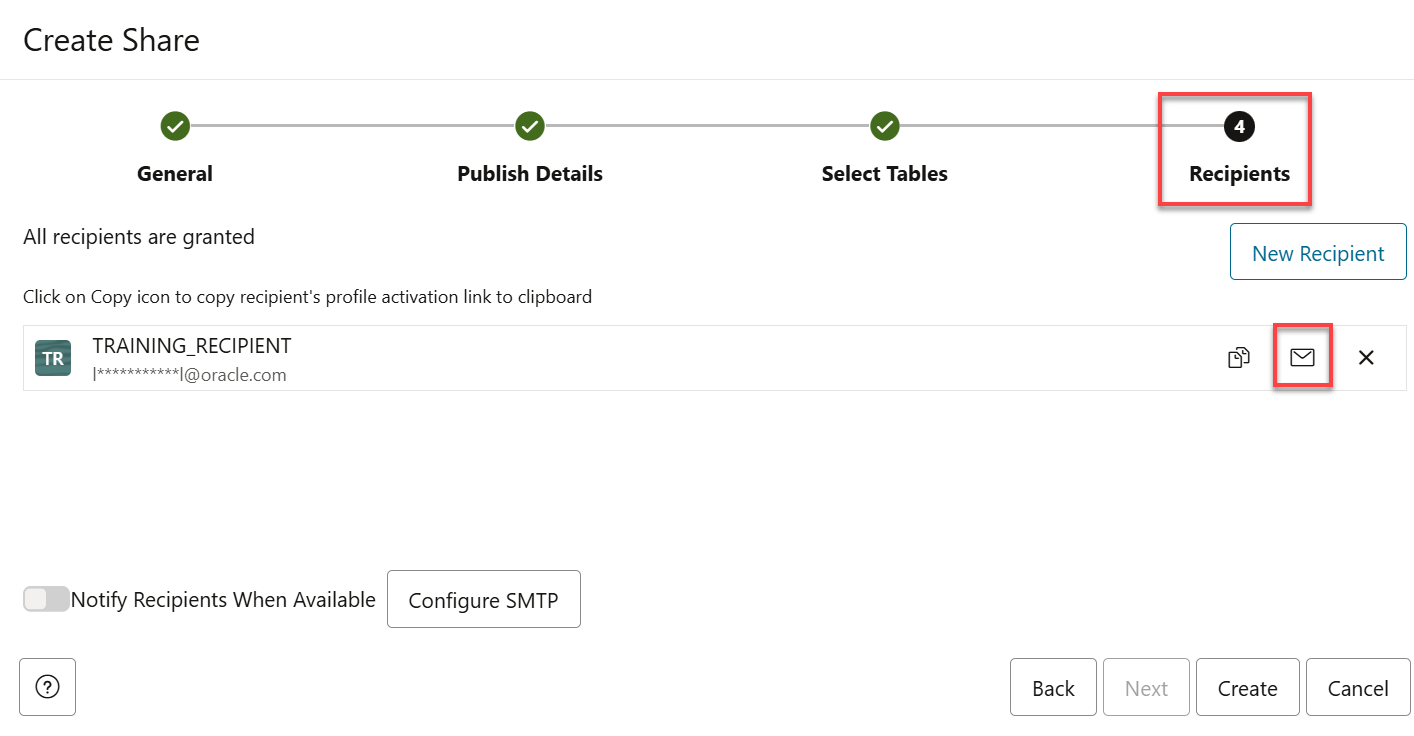 Create Share
4
General
Publish Details
Select Tables
Recipients
All recipients are granted
New Recipient
Click on Copy icon to copy recipient's profile activation link to clipboard
TR
TRAINING_RECIPIENT
l***********l@oracle.com
Notify Recipients When Available
Configure SMTP
?
Back
Next
Create
Cancel